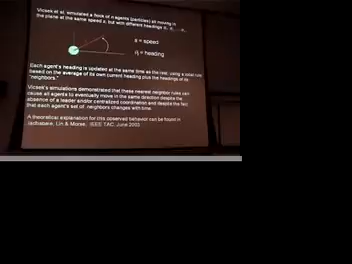 Vicsek et al. simulated a flock of n agents (particles) all moving in
the plane at the same speed s, but with different headings
s = speed
= heading
Each agent's heading is updated at the same time as the rest, using a local rule
based on the average of its own current heading plus the headings of its
"neighbors."
Vicsek's simulations demonstrated that these nearest neighbor rules can
cause all agents to eventually move in the same direction despite the
absence of a leader and/or centralized coordination and despite the fact
that each agent's set of neighbors changes with time.
A theoretical explanation for this observed behavior can be found in
Jadbabaie, Lin & Morse, IEEE TAC, June 2003